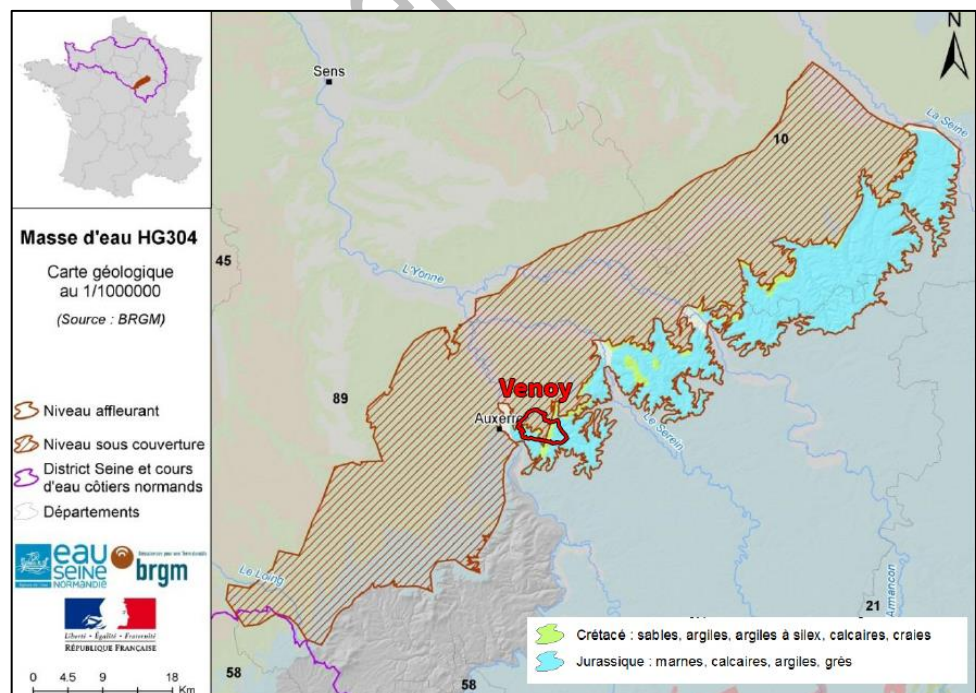 Masse d'eau HG304
Carte géologique
au 1/1000000
(Source : BRGM)
Niveau affleurant
Niveau sous couverture
District Seine et cours
d'eau côtiers normands
Départements
eau
SEINE
NORMANDIE
brgm
Liberté • Égalité • Fraternité
RÉPUBLIQUE FRANÇAISE
0 4.5 9 18
Km
N
Sens
La Seine
10
45
L'Yonne
89
Venoy
Auxerre
Le Serein
Le Loing
Armançon
21
58
58
Crétacé : sables, argiles, argiles à silex, calcaires, craies
Jurassique : marnes, calcaires, argiles, grès